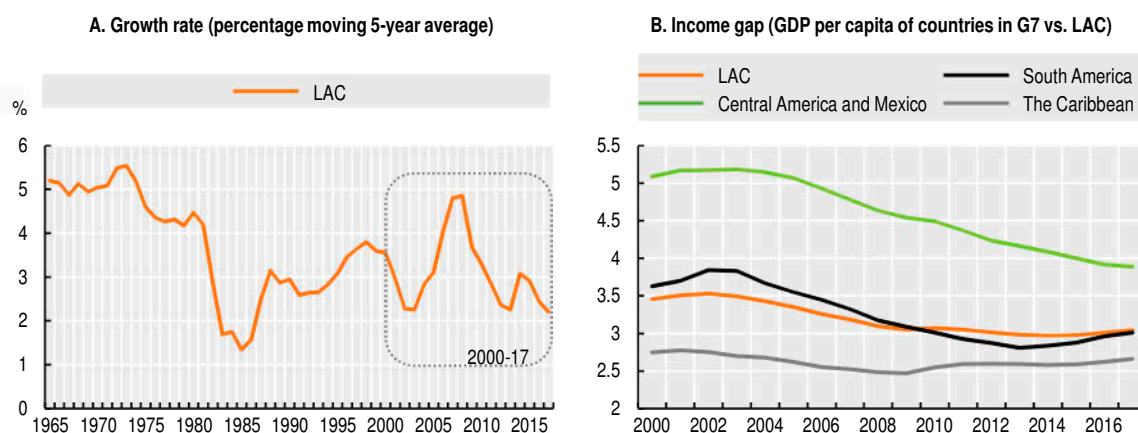 A. Growth rate (percentage moving 5-year average)
LAC
%
6
5
4
3
2
1
0
2000-17
1965 1970 1975 1980 1985 1990 1995 2000 2005 2010 2015
B. Income gap (GDP per capita of countries in G7 vs. LAC)
LAC South America
Central America and Mexico The Caribbean
5.5
5
4.5
4
3.5
3
2.5
2
2000 2002 2004 2006 2008 2010 2012 2014 2016